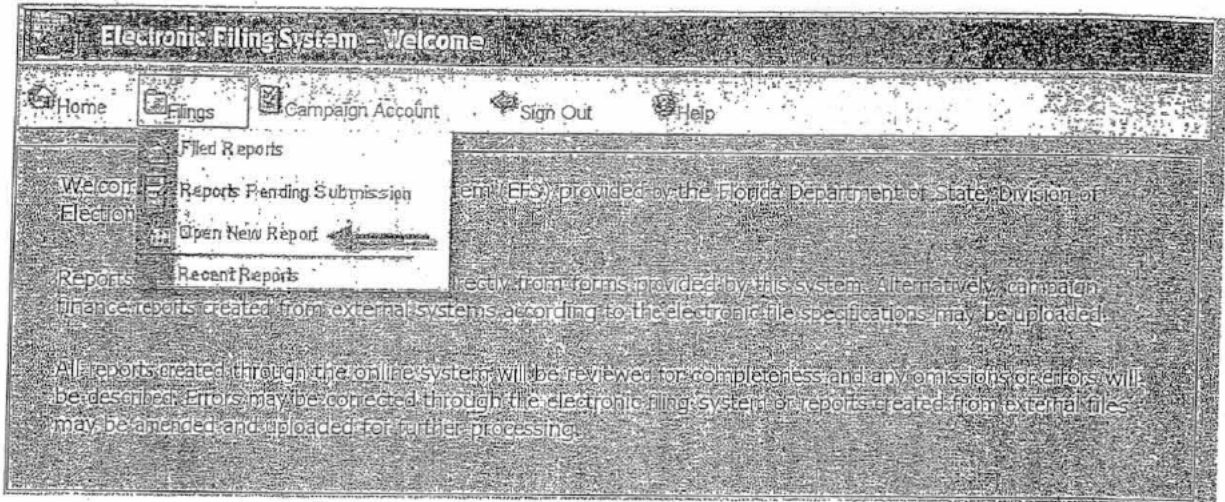 Electronic Filing System - Welcome
Home Filings Campaign Account Sign Out Help
Filed Reports
Reports Pending Submission
Open New Report
Recent Reports
Welcom em (EFS) provided by the Florida Department of State, Division of
Election
Reports rectly from forms provided by this system. Alternatively, campaign
finance reports created from external systems according to the electronic file specifications may be uploaded.
All reports created through the online system will be reviewed for completeness and any omissions or errors will
be described. Errors may be corrected through the electronic filing system or reports created from external files
may be amended and uploaded for further processing.